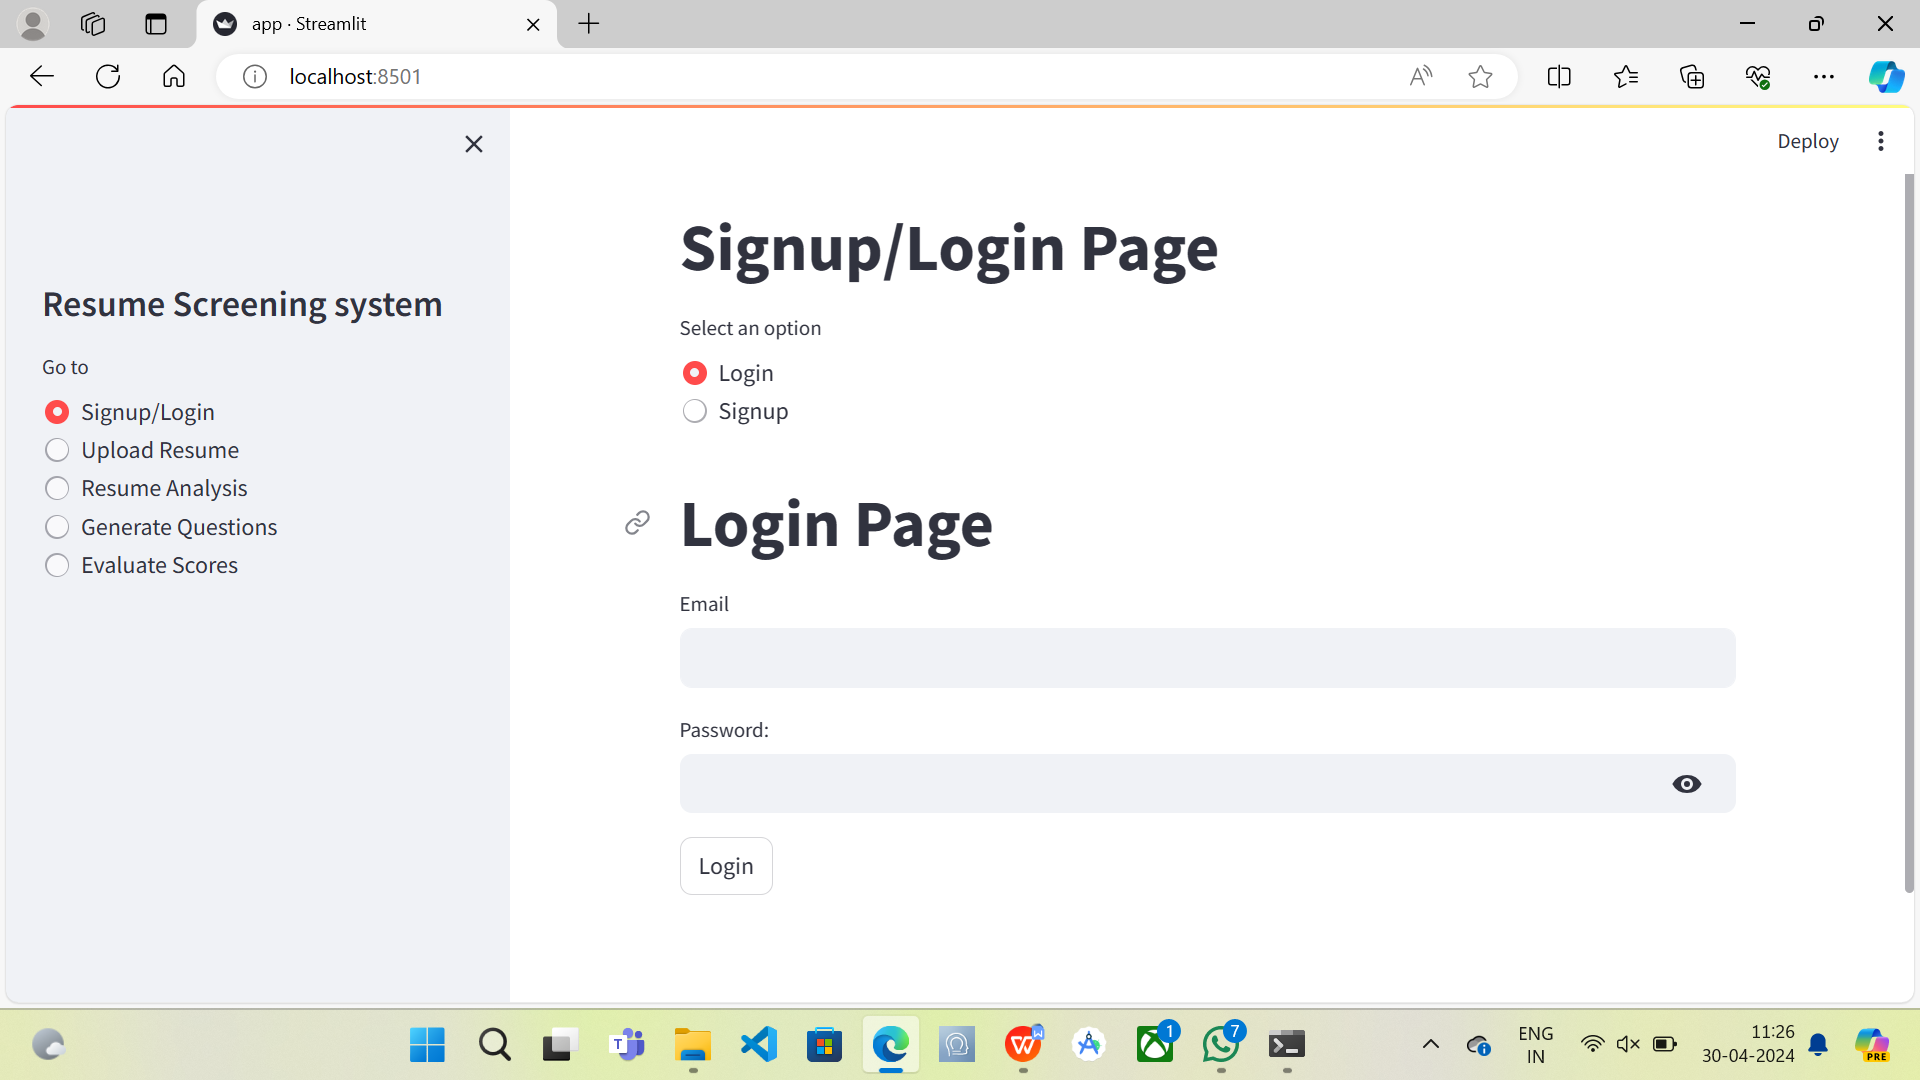 app · Streamlit
localhost:8501
Deploy
Resume Screening system
Go to
Signup/Login
Upload Resume
Resume Analysis
Generate Questions
Evaluate Scores
Signup/Login Page
Select an option
Login
Signup
Login Page
Email
Password:
Login
1
7
ENG
IN
11:26
30-04-2024
PRE